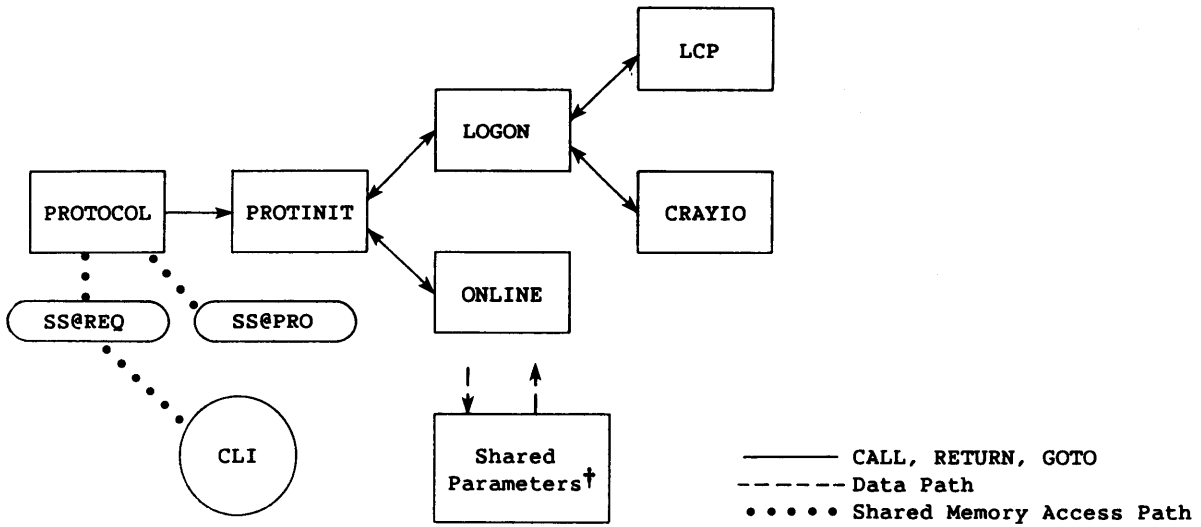 LCP
LOGON
PROTOCOL
PROTINIT
CRAYIO
ONLINE
SS@REQ
SS@PRO
CLI
Shared
Parameters†
CALL, RETURN, GOTO
Data Path
Shared Memory Access Path